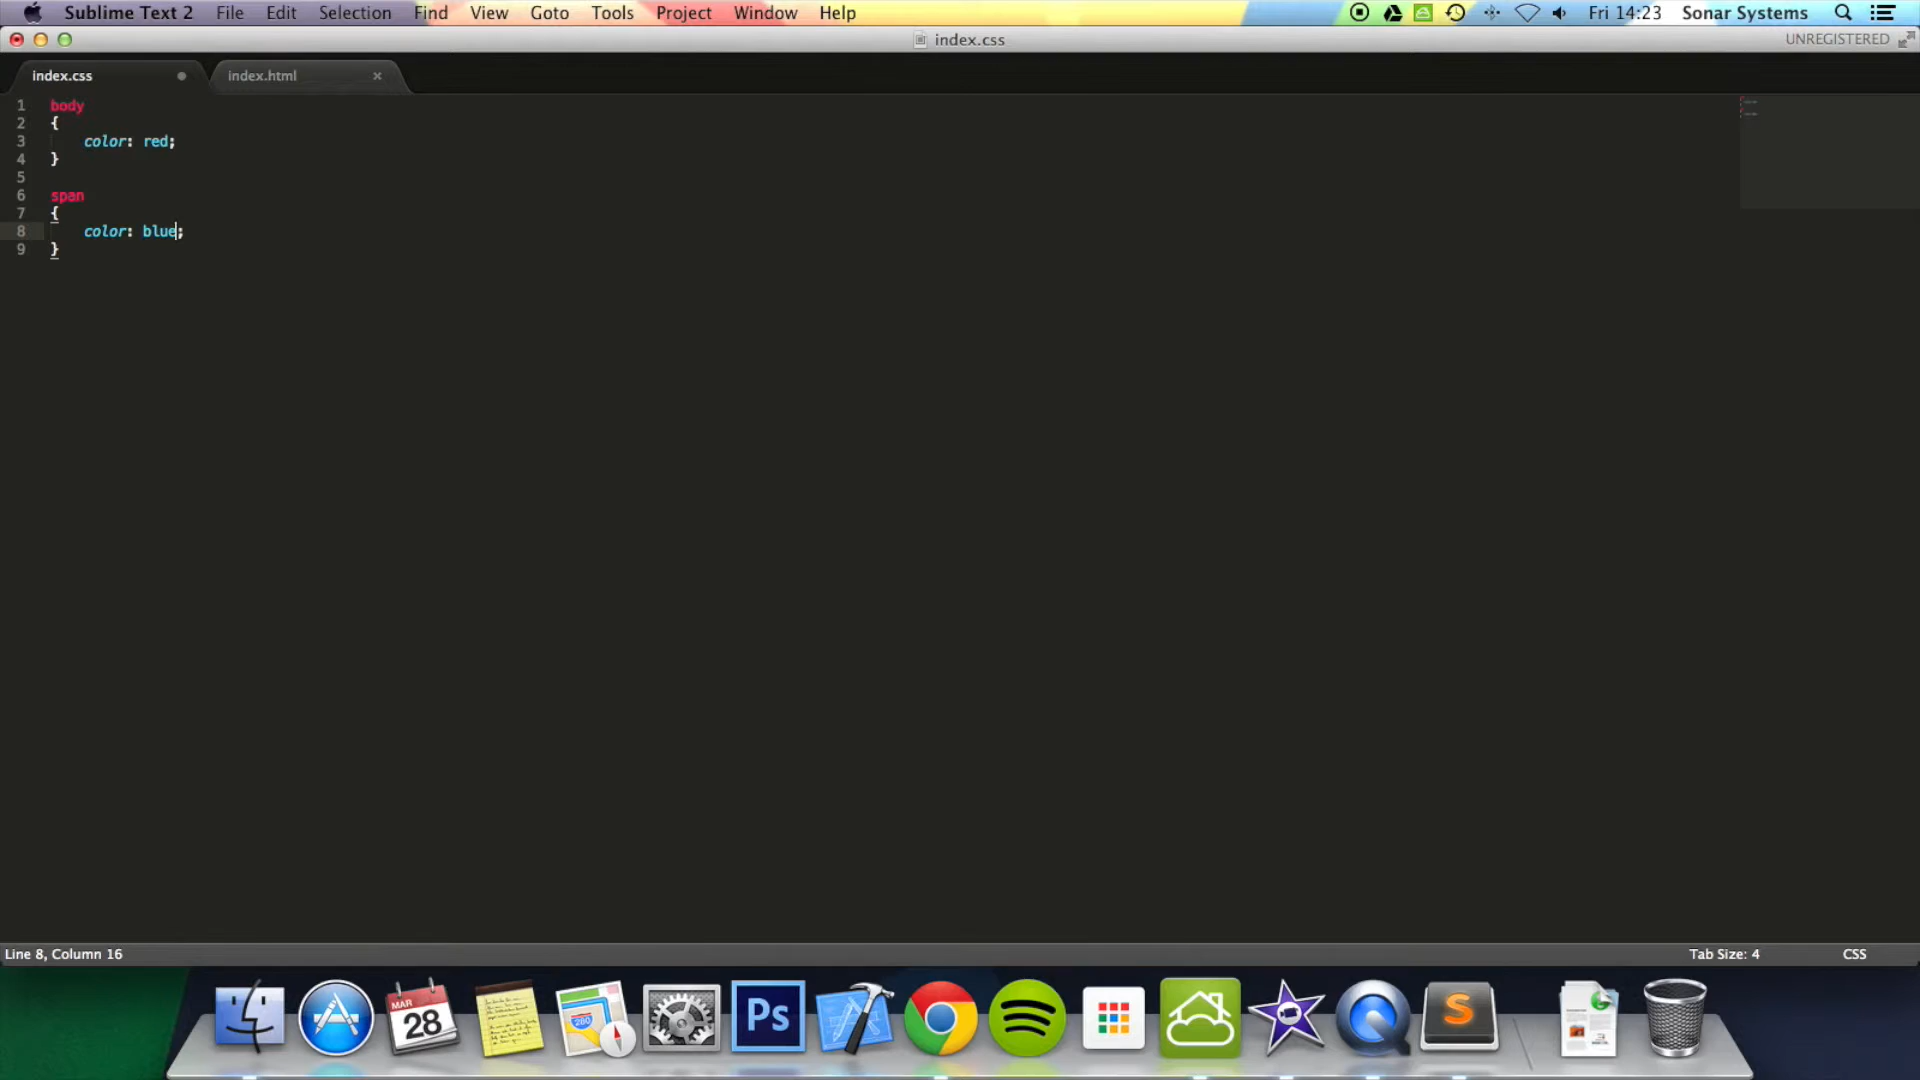 Sublime Text 2 File Edit Selection Find View Goto Tools Project Window Help Fri 14:23 Sonar Systems
index.css UNREGISTERED
index.css index.html ×
1 body
2 {
3 color: red;
4 }
5
6 span
7 {
8 color: blue;
9 }
Line 8, Column 16 Tab Size: 4 CSS
MAR
28
280
Ps
S